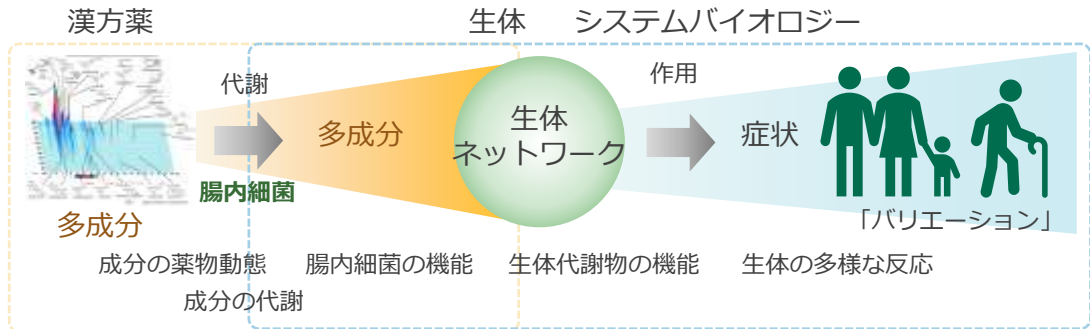 漢方薬
生体
システムバイオロジー
代謝
作用
多成分
生体
ネットワーク
症状
腸内細菌
多成分
「バリエーション」
成分の薬物動態
腸内細菌の機能
生体代謝物の機能
生体の多様な反応
成分の代謝